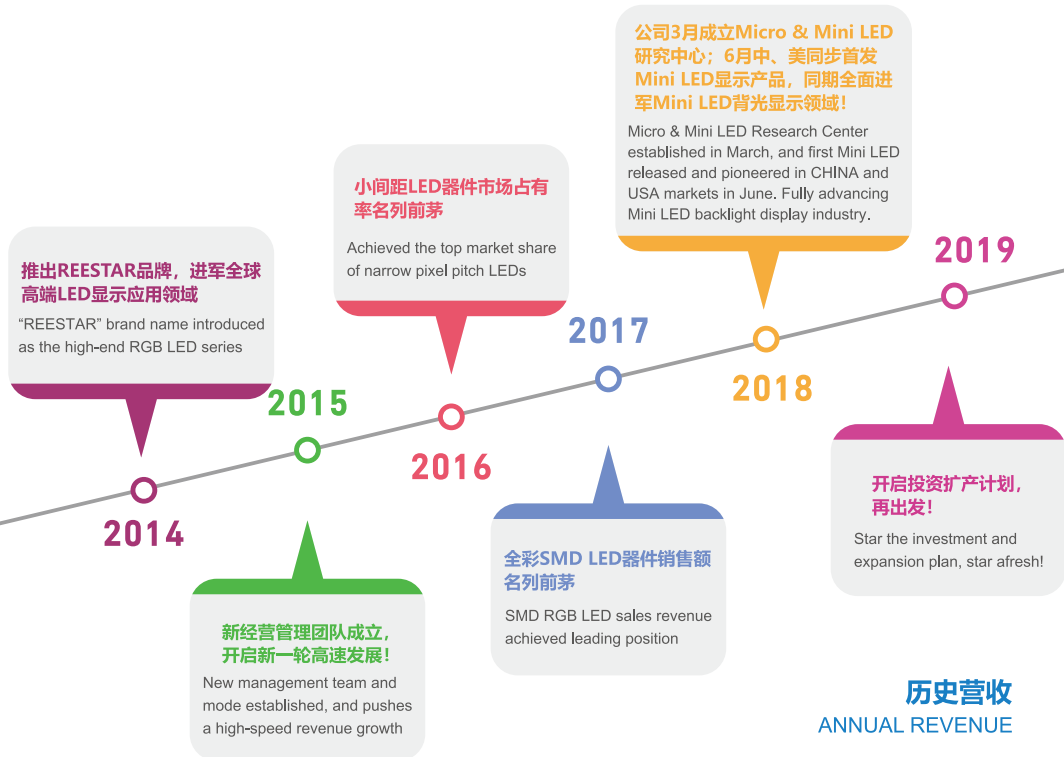 推出REESTAR品牌，进军全球
高端LED显示应用领域
“REESTAR” brand name introduced
as the high-end RGB LED series
2014
2015
新经营管理团队成立，
开启新一轮高速发展！
New management team and
mode established, and pushes
a high-speed revenue growth
小间距LED器件市场占有
率名列前茅
Achieved the top market share
of narrow pixel pitch LEDs
2016
2017
全彩SMD LED器件销售额
名列前茅
SMD RGB LED sales revenue
achieved leading position
公司3月成立Micro & Mini LED
研究中心；6月中、美同步首发
Mini LED显示产品，同期全面进
军Mini LED背光显示领域！
Micro & Mini LED Research Center
established in March, and first Mini LED
released and pioneered in CHINA and
USA markets in June. Fully advancing
Mini LED backlight display industry.
2018
2019
开启投资扩产计划，
再出发！
Star the investment and
expansion plan, star afresh!
历史营收
ANNUAL REVENUE